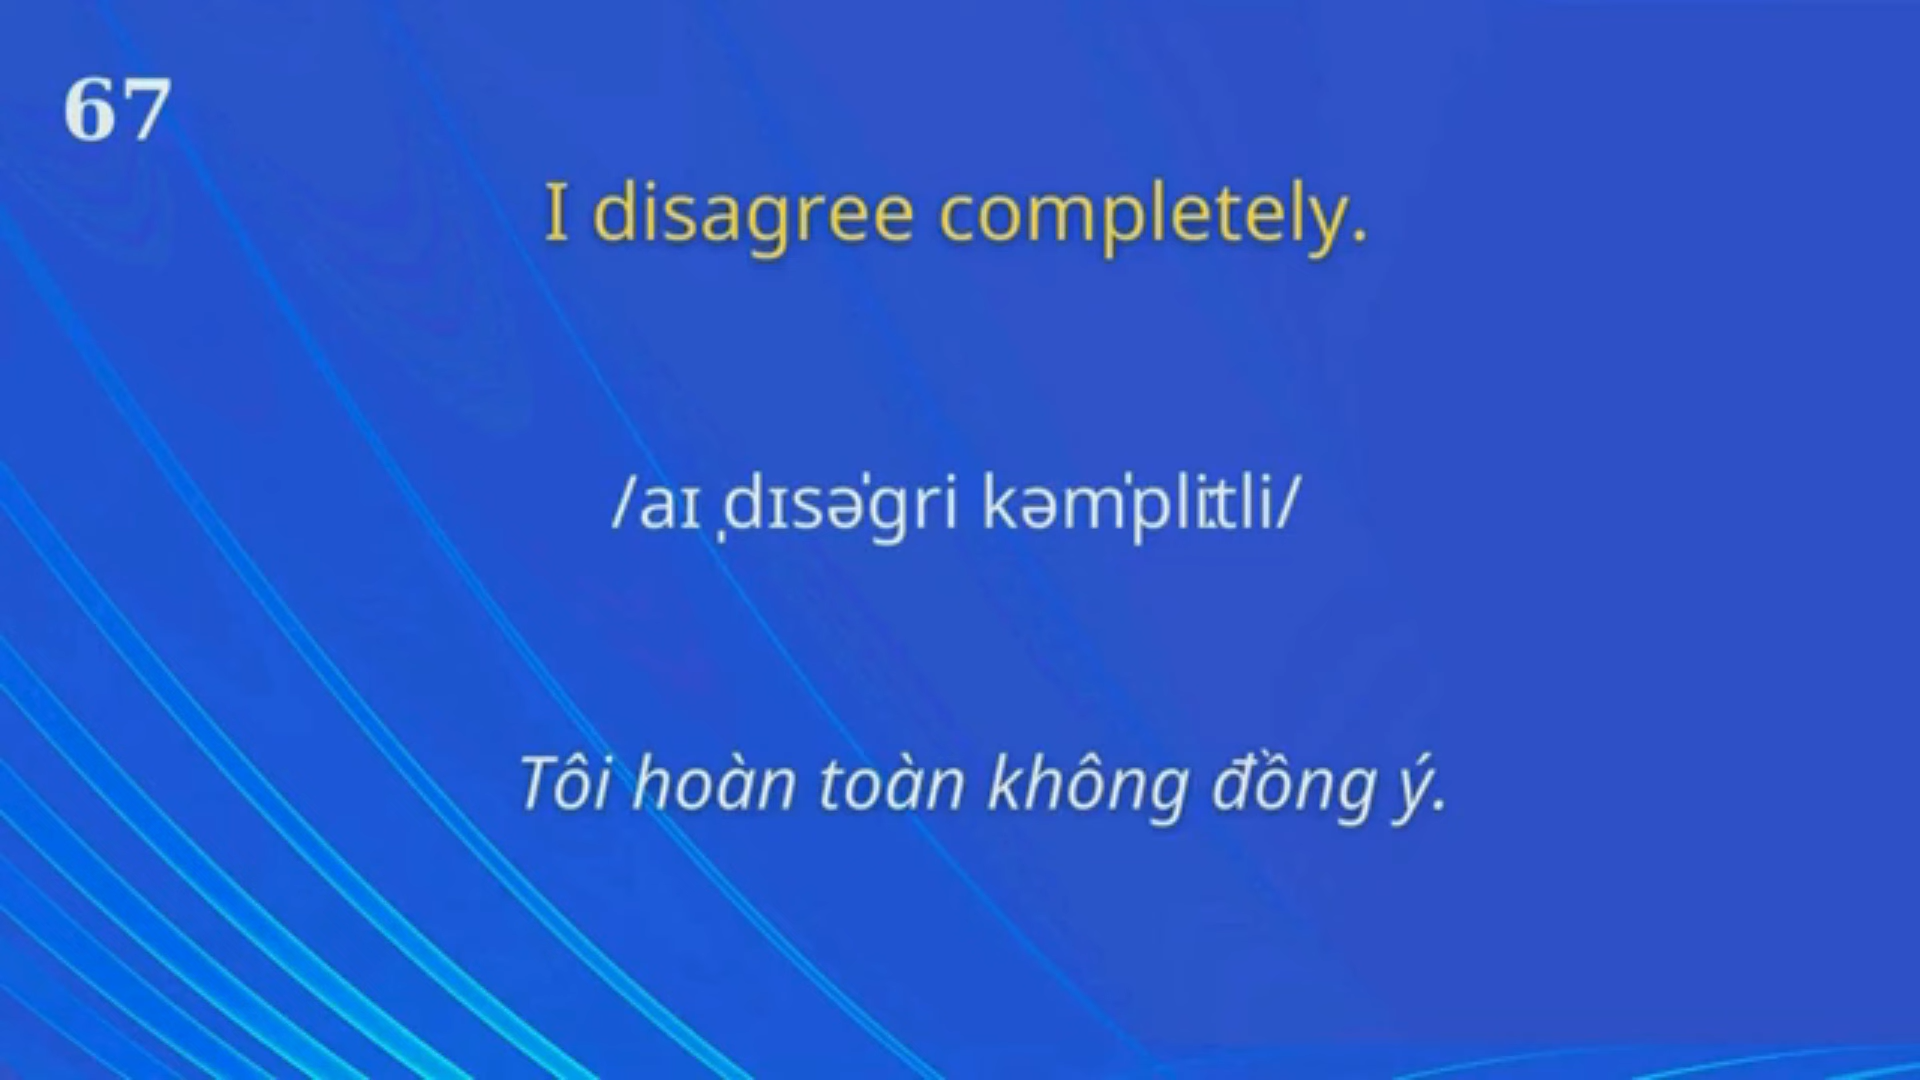 67
I disagree completely.
/aɪ ˌdɪsəˈgri kəmˈpliːtli/
Tôi hoàn toàn không đồng ý.